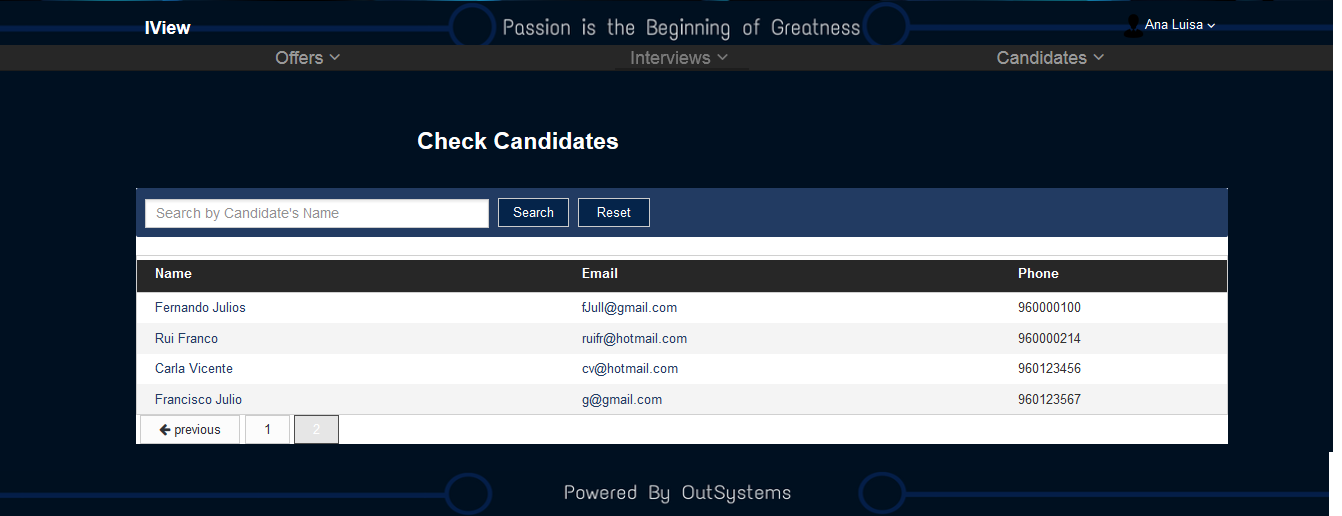 IView
Passion is the Beginning of Greatness
Ana Luisa
Offers Interviews Candidates
Check Candidates
Search by Candidate's Name Search Reset
Name Email Phone
Fernando Julios fJull@gmail.com 960000100
Rui Franco ruifr@hotmail.com 960000214
Carla Vicente cv@hotmail.com 960123456
Francisco Julio g@gmail.com 960123567
previous 1 2
Powered By OutSystems